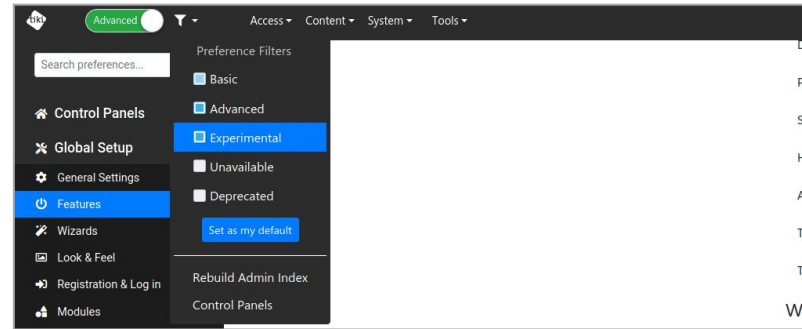 tiki Advanced Access Content System Tools
Search preferences...
Control Panels
Global Setup
General Settings
Features
Wizards
Look & Feel
Registration & Log in
Modules
Preference Filters
Basic
Advanced
Experimental
Unavailable
Deprecated
Set as my default
Rebuild Admin Index
Control Panels
P
S
H
A
T
T
W